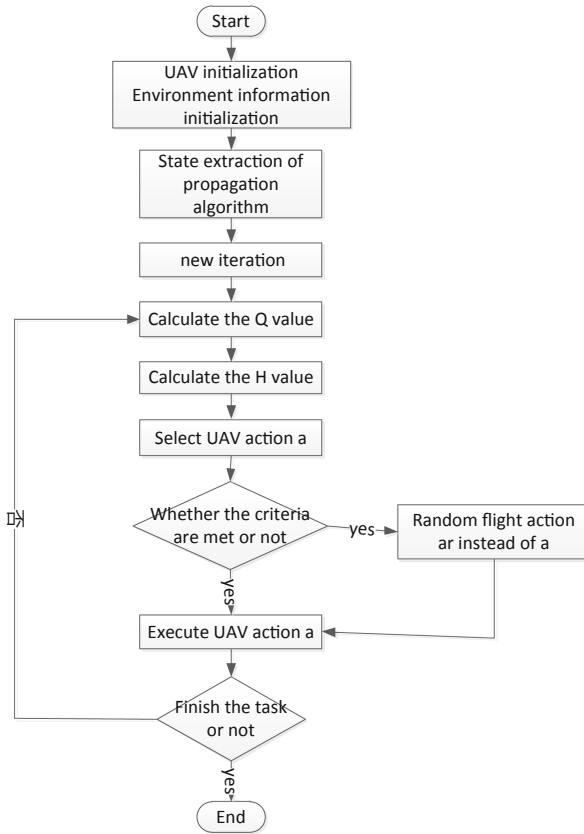 Start
UAV initialization
Environment information
initialization
State extraction of
propagation
algorithm
new iteration
Calculate the Q value
Calculate the H value
Select UAV action a
Whether the criteria
are met or not
yes
Random flight action
ar instead of a
yes
Execute UAV action a
Finish the task
or not
yes
End